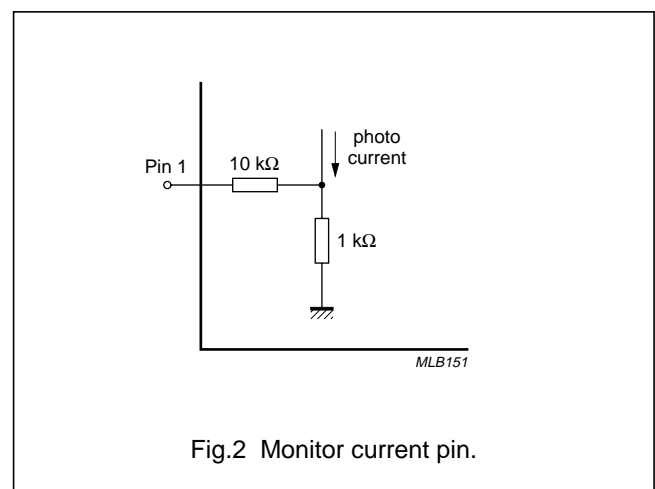 photo
current
Pin 1
10 kΩ
1 kΩ
MLB151
Fig.2 Monitor current pin.